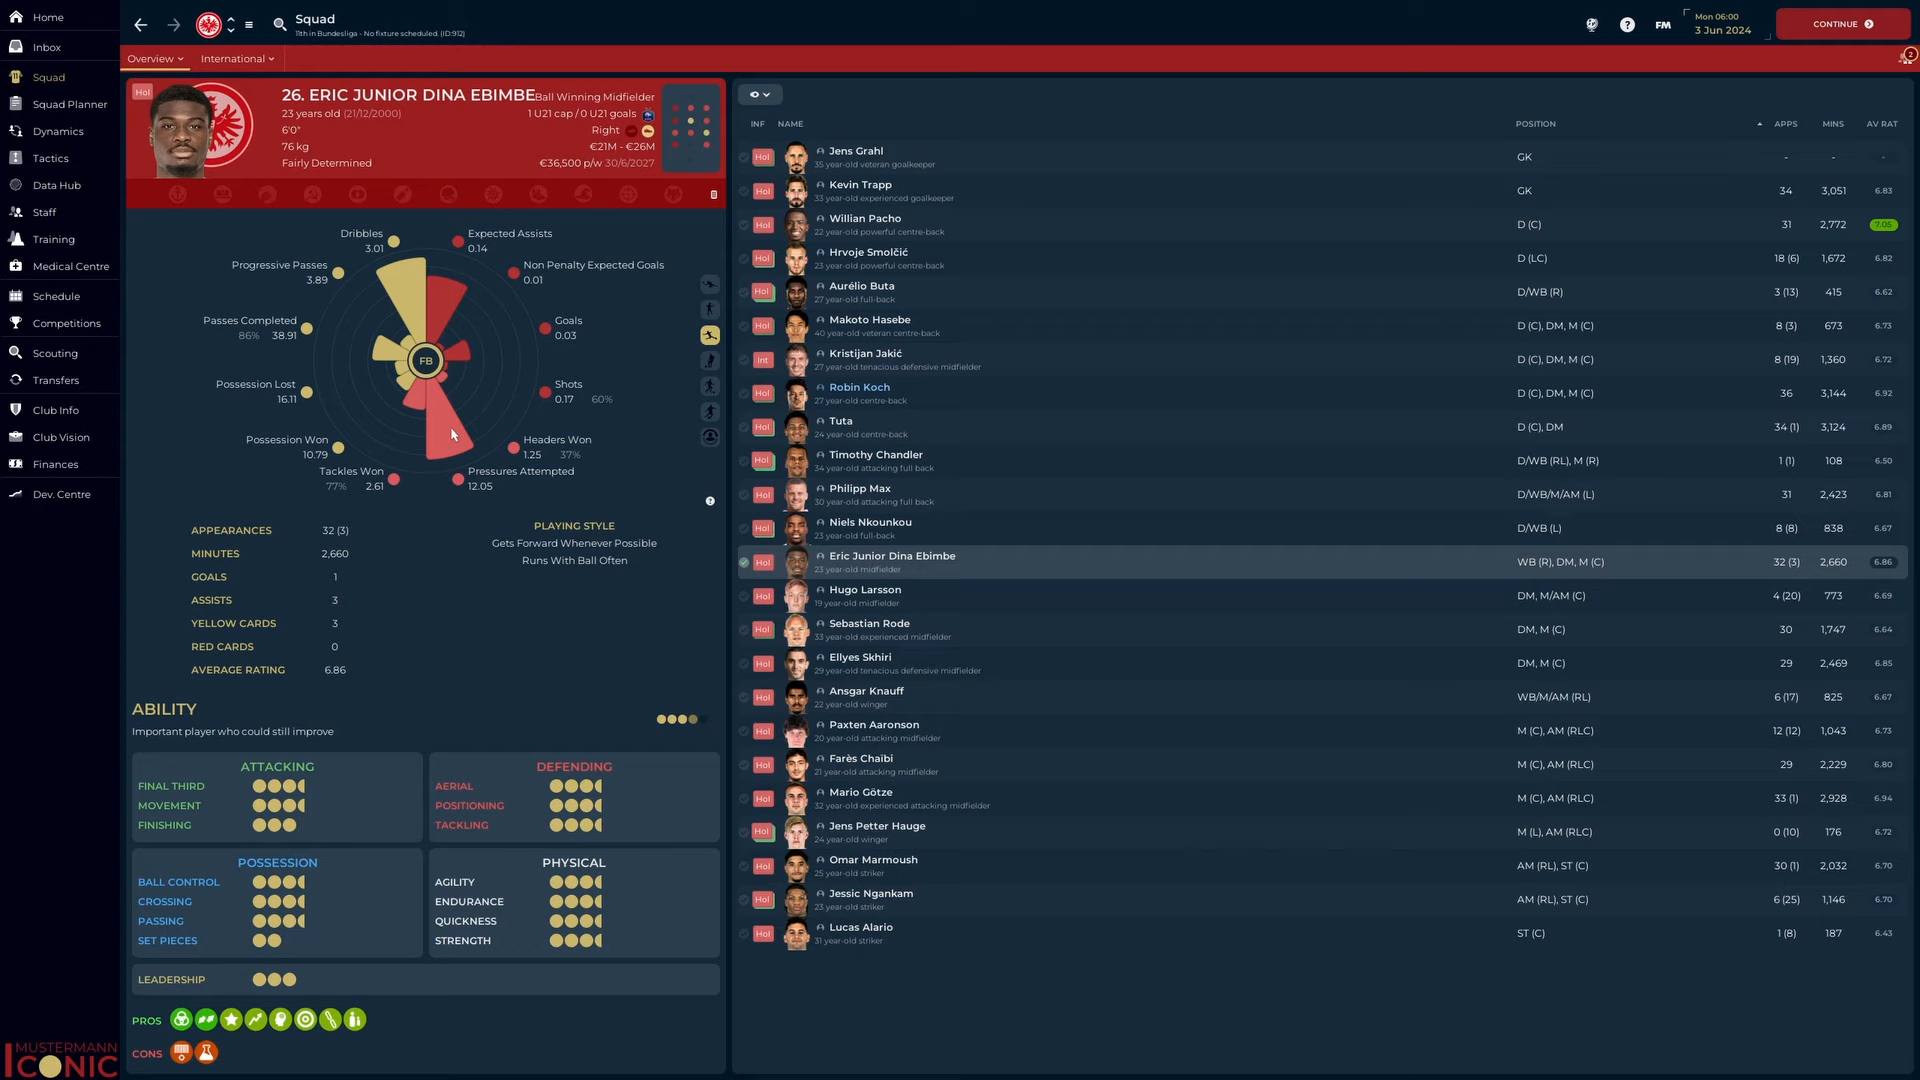 Home
Inbox
Squad
Squad Planner
Dynamics
Tactics
Data Hub
Staff
Training
Medical Centre
Schedule
Competitions
Scouting
Transfers
Club Info
Club Vision
Finances
Dev. Centre
MUSTERMANN
ICONIC
Squad
11th in Bundesliga - No fixture scheduled. (ID:912)
FM
Mon 06:00
3 Jun 2024
CONTINUE
Overview
International
2
Hol
26. ERIC JUNIOR DINA EBIMBE
Ball Winning Midfielder
23 years old (21/12/2000)
1 U21 cap / 0 U21 goals
6'0"
Right
76 kg
€21M - €26M
Fairly Determined
€36,500 p/w 30/6/2027
Dribbles
3.01
Expected Assists
0.14
Progressive Passes
3.89
Non Penalty Expected Goals
0.01
Passes Completed
86% 38.91
Goals
0.03
FB
Possession Lost
16.11
Shots
0.17 60%
Possession Won
10.79
Headers Won
1.25 37%
Tackles Won
77% 2.61
Pressures Attempted
12.05
APPEARANCES 32 (3)
MINUTES 2,660
GOALS 1
ASSISTS 3
YELLOW CARDS 3
RED CARDS 0
AVERAGE RATING 6.86
PLAYING STYLE
Gets Forward Whenever Possible
Runs With Ball Often
ABILITY
Important player who could still improve
ATTACKING
FINAL THIRD
MOVEMENT
FINISHING
DEFENDING
AERIAL
POSITIONING
TACKLING
POSSESSION
BALL CONTROL
CROSSING
PASSING
SET PIECES
PHYSICAL
AGILITY
ENDURANCE
QUICKNESS
STRENGTH
LEADERSHIP
PROS
CONS
INF NAME POSITION APPS MINS AV RAT
Hol Jens Grahl GK - - -
35 year-old veteran goalkeeper
Hol Kevin Trapp GK 34 3,051 6.83
33 year-old experienced goalkeeper
Hol Willian Pacho D (C) 31 2,772 7.05
22 year-old powerful centre-back
Hol Hrvoje Smolčić D (LC) 18 (6) 1,672 6.82
23 year-old powerful centre-back
Hol Aurélio Buta D/WB (R) 3 (13) 415 6.62
27 year-old full-back
Hol Makoto Hasebe D (C), DM, M (C) 8 (3) 673 6.73
40 year-old veteran centre-back
Int Kristijan Jakić D (C), DM, M (C) 8 (19) 1,360 6.72
27 year-old tenacious defensive midfielder
Hol Robin Koch D (C), DM, M (C) 36 3,144 6.92
27 year-old centre-back
Hol Tuta D (C), DM 34 (1) 3,124 6.89
24 year-old centre-back
Hol Timothy Chandler D/WB (RL), M (R) 1 (1) 108 6.50
34 year-old attacking full back
Hol Philipp Max D/WB/M/AM (L) 31 2,423 6.81
30 year-old attacking full back
Hol Niels Nkounkou D/WB (L) 8 (8) 838 6.67
23 year-old full-back
Hol Eric Junior Dina Ebimbe WB (R), DM, M (C) 32 (3) 2,660 6.86
23 year-old midfielder
Hol Hugo Larsson DM, M/AM (C) 4 (20) 773 6.69
19 year-old midfielder
Hol Sebastian Rode DM, M (C) 30 1,747 6.64
33 year-old experienced midfielder
Hol Ellyes Skhiri DM, M (C) 29 2,469 6.85
29 year-old tenacious defensive midfielder
Hol Ansgar Knauff WB/M/AM (RL) 6 (17) 825 6.67
22 year-old winger
Hol Paxten Aaronson M (C), AM (RLC) 12 (12) 1,043 6.73
20 year-old attacking midfielder
Hol Farès Chaibi M (C), AM (RLC) 29 2,229 6.80
21 year-old attacking midfielder
Hol Mario Götze M (C), AM (RLC) 33 (1) 2,928 6.94
32 year-old experienced attacking midfielder
Hol Jens Petter Hauge M (L), AM (RLC) 0 (10) 176 6.72
24 year-old winger
Hol Omar Marmoush AM (RL), ST (C) 30 (1) 2,032 6.70
25 year-old striker
Hol Jessic Ngankam AM (RL), ST (C) 6 (25) 1,146 6.70
23 year-old striker
Hol Lucas Alario ST (C) 1 (8) 187 6.43
31 year-old striker